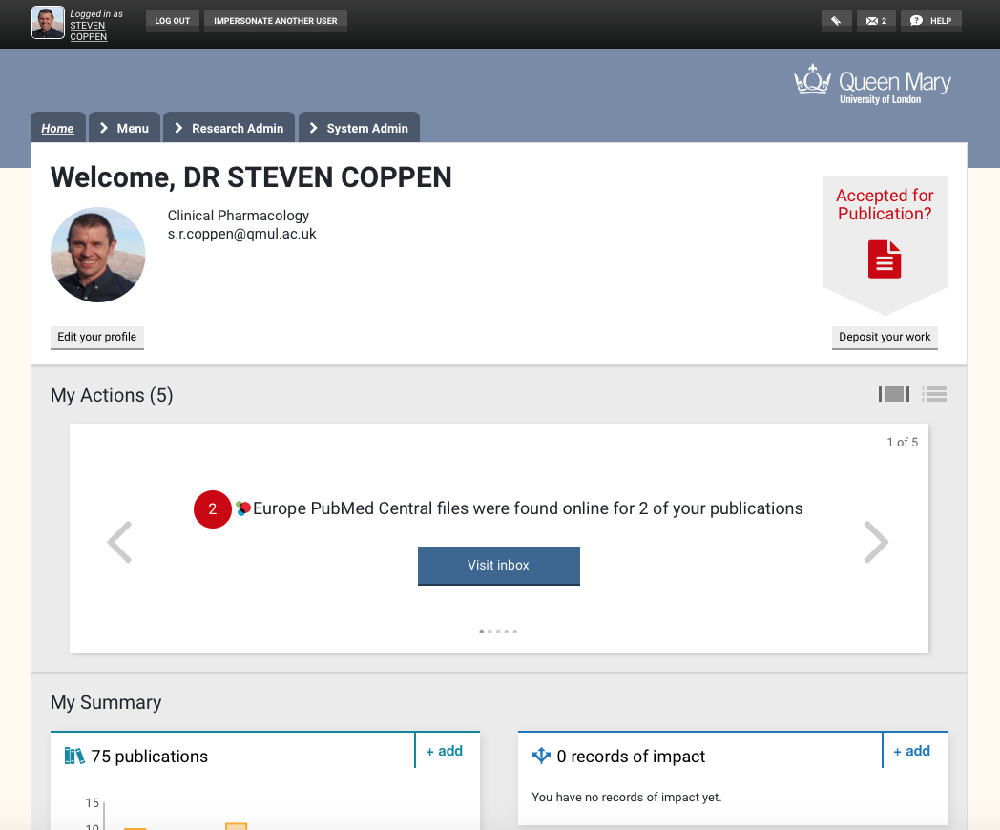 Logged in as
STEVEN
COPPEN
LOG OUT
IMPERSONATE ANOTHER USER
2
HELP
Queen Mary
University of London
Home
Menu
Research Admin
System Admin
Welcome, DR STEVEN COPPEN
Clinical Pharmacology
s.r.coppen@qmul.ac.uk
Accepted for
Publication?
Edit your profile
Deposit your work
My Actions (5)
1 of 5
2 Europe PubMed Central files were found online for 2 of your publications
Visit inbox
My Summary
75 publications
+ add
0 records of impact
+ add
15
10
You have no records of impact yet.